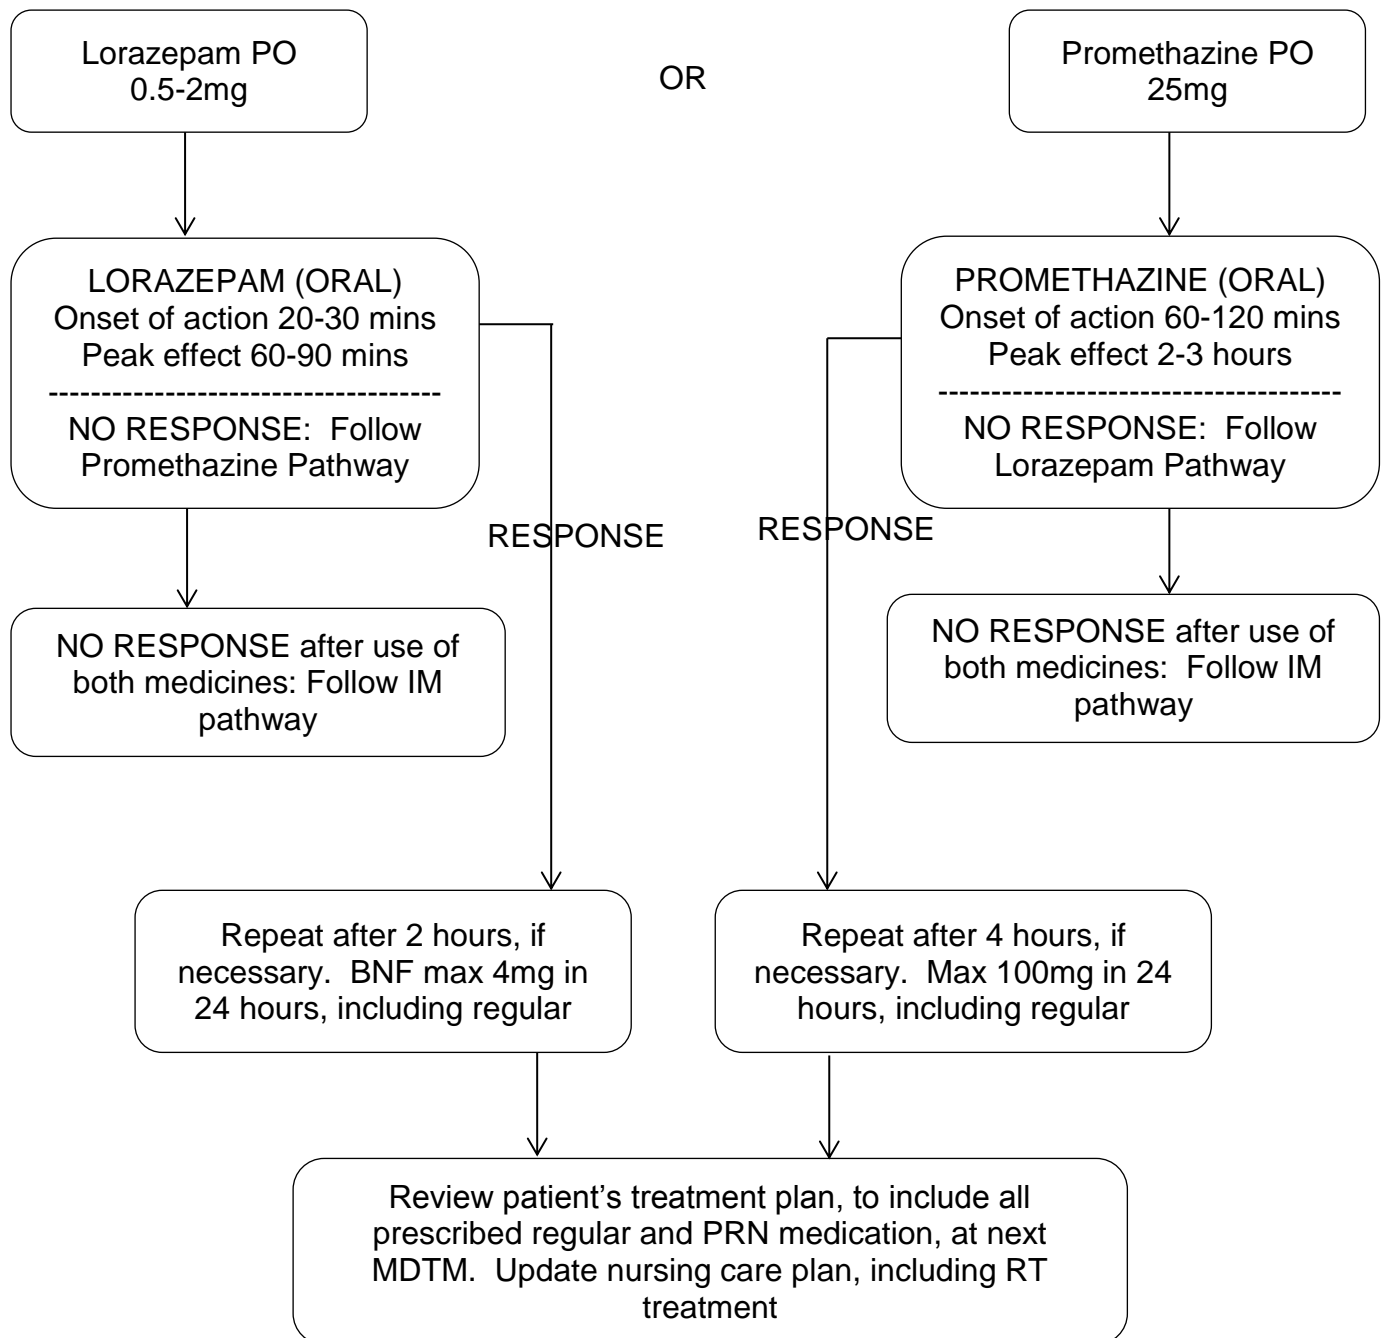 Lorazepam PO
0.5-2mg
OR
Promethazine PO
25mg
LORAZEPAM (ORAL)
Onset of action 20-30 mins
Peak effect 60-90 mins
-------------------------------------
NO RESPONSE:  Follow
Promethazine Pathway
PROMETHAZINE (ORAL)
Onset of action 60-120 mins
Peak effect 2-3 hours
--------------------------------------
NO RESPONSE:  Follow
Lorazepam Pathway
RESPONSE
RESPONSE
NO RESPONSE after use of
both medicines: Follow IM
pathway
NO RESPONSE after use of
both medicines:  Follow IM
pathway
Repeat after 2 hours, if
necessary.  BNF max 4mg in
24 hours, including regular
Repeat after 4 hours, if
necessary.  Max 100mg in 24
hours, including regular
Review patient’s treatment plan, to include all
prescribed regular and PRN medication, at next
MDTM.  Update nursing care plan, including RT
treatment